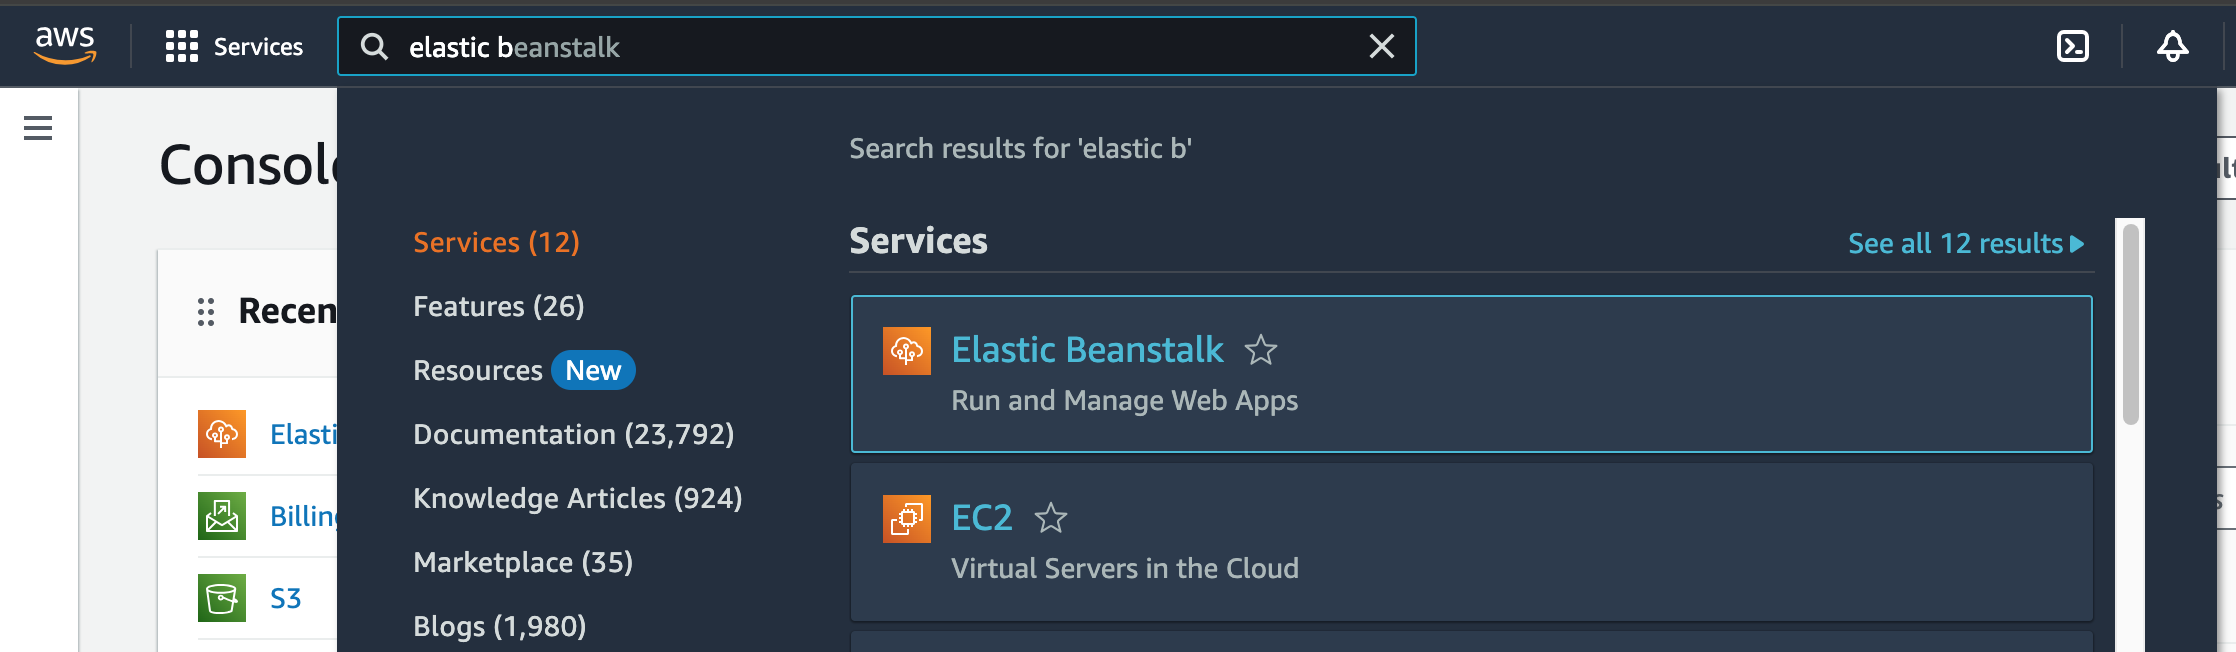 aws
Services
elastic beanstalk
Console
Search results for 'elastic b'
Services (12)
Features (26)
Resources New
Documentation (23,792)
Knowledge Articles (924)
Marketplace (35)
Blogs (1,980)
Services
See all 12 results
Elastic Beanstalk
Run and Manage Web Apps
EC2
Virtual Servers in the Cloud
Recen
Elasti
Billing
S3